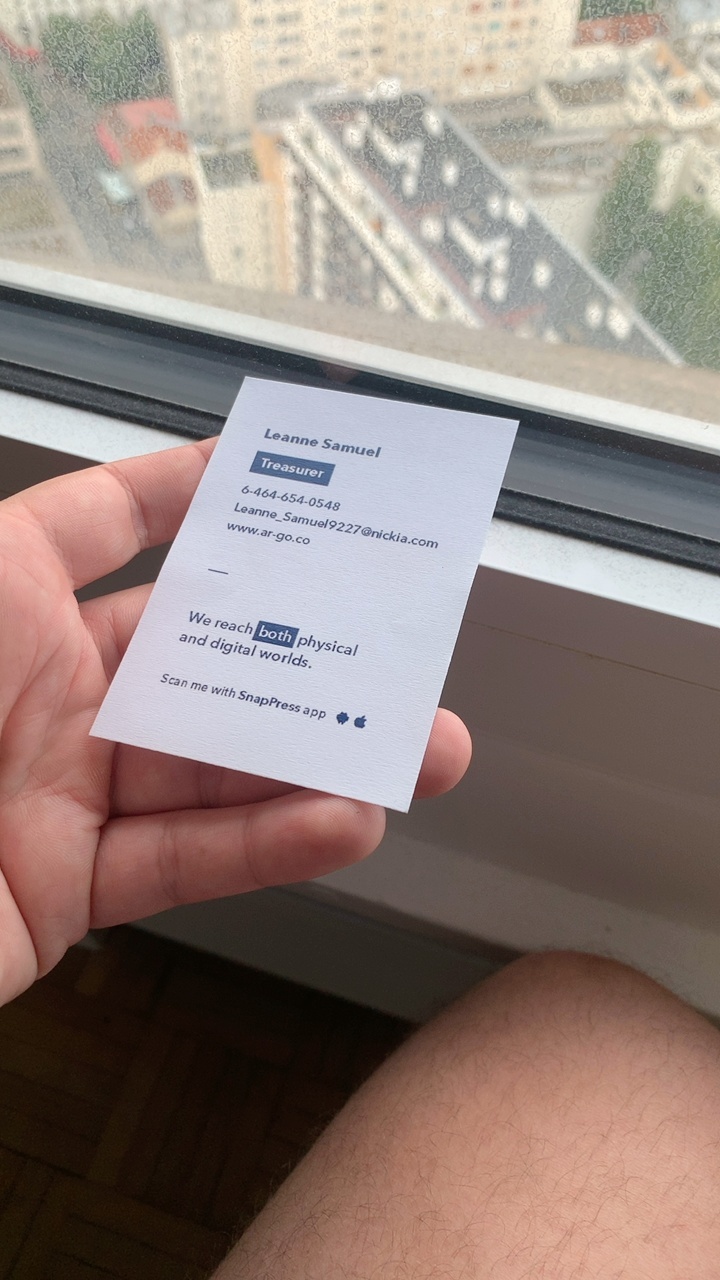 Leanne Samuel
Treasurer
6-464-654-0548
Leanne_Samuel9227@nickia.com
www.ar-go.co
We reach both physical
and digital worlds.
Scan me with SnapPress app